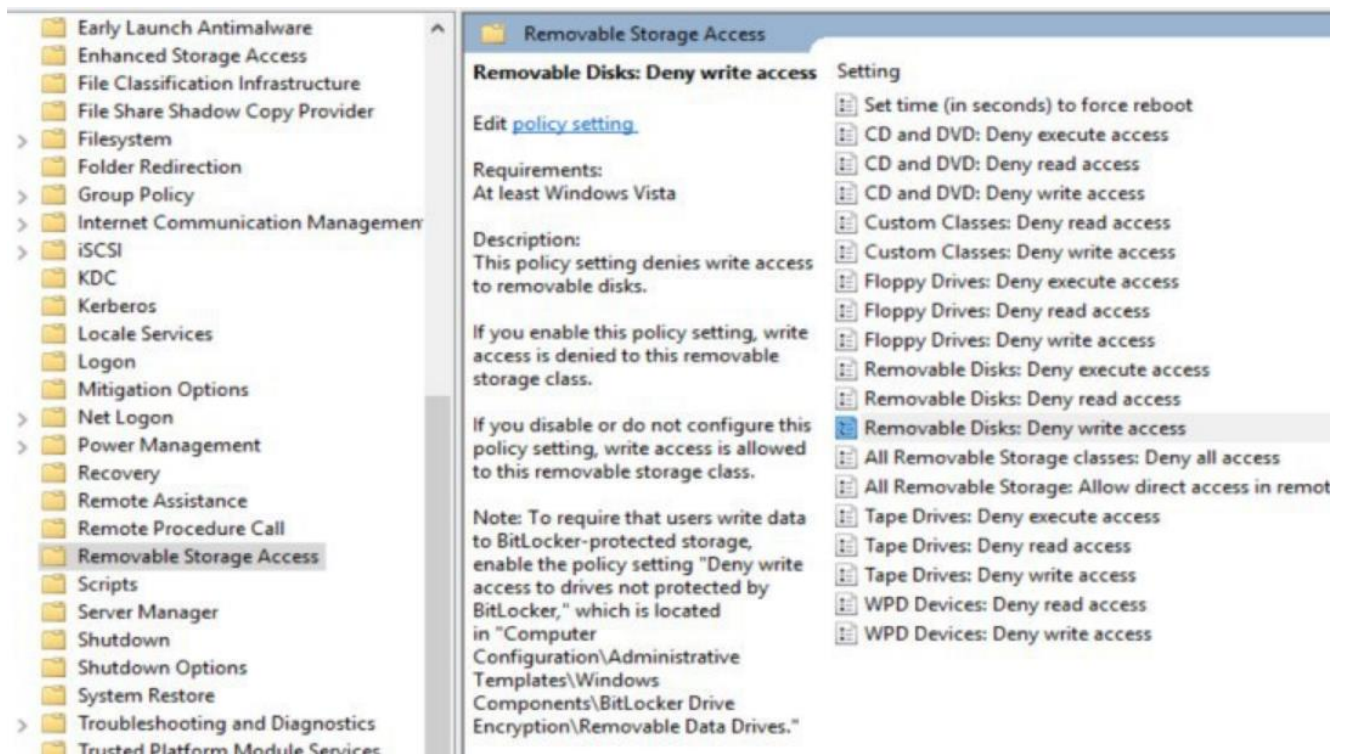 Early Launch Antimalware
Enhanced Storage Access
File Classification Infrastructure
File Share Shadow Copy Provider
Filesystem
Folder Redirection
Group Policy
Internet Communication Managemen
iSCSI
KDC
Kerberos
Locale Services
Logon
Mitigation Options
Net Logon
Power Management
Recovery
Remote Assistance
Remote Procedure Call
Removable Storage Access
Scripts
Server Manager
Shutdown
Shutdown Options
System Restore
Troubleshooting and Diagnostics
Trusted Platform Module Services
Removable Storage Access
Removable Disks: Deny write access
Edit policy setting
Requirements:
At least Windows Vista
Description:
This policy setting denies write access
to removable disks.
If you enable this policy setting, write
access is denied to this removable
storage class.
If you disable or do not configure this
policy setting, write access is allowed
to this removable storage class.
Note: To require that users write data
to BitLocker-protected storage,
enable the policy setting "Deny write
access to drives not protected by
BitLocker," which is located
in "Computer
Configuration\Administrative
Templates\Windows
Components\BitLocker Drive
Encryption\Removable Data Drives."
Setting
Set time (in seconds) to force reboot
CD and DVD: Deny execute access
CD and DVD: Deny read access
CD and DVD: Deny write access
Custom Classes: Deny read access
Custom Classes: Deny write access
Floppy Drives: Deny execute access
Floppy Drives: Deny read access
Floppy Drives: Deny write access
Removable Disks: Deny execute access
Removable Disks: Deny read access
Removable Disks: Deny write access
All Removable Storage classes: Deny all access
All Removable Storage: Allow direct access in remot
Tape Drives: Deny execute access
Tape Drives: Deny read access
Tape Drives: Deny write access
WPD Devices: Deny read access
WPD Devices: Deny write access